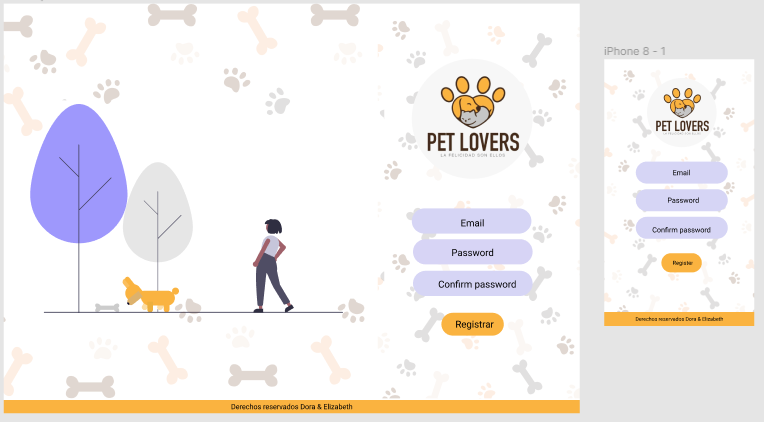 PET LOVERS
LA FELICIDAD SON ELLOS
Email
Password
Confirm password
Registrar
Derechos reservados Dora & Elizabeth
iPhone 8 - 1
PET LOVERS
Email
Password
Confirm password
Register
Derechos reservados Dora & Elizabeth